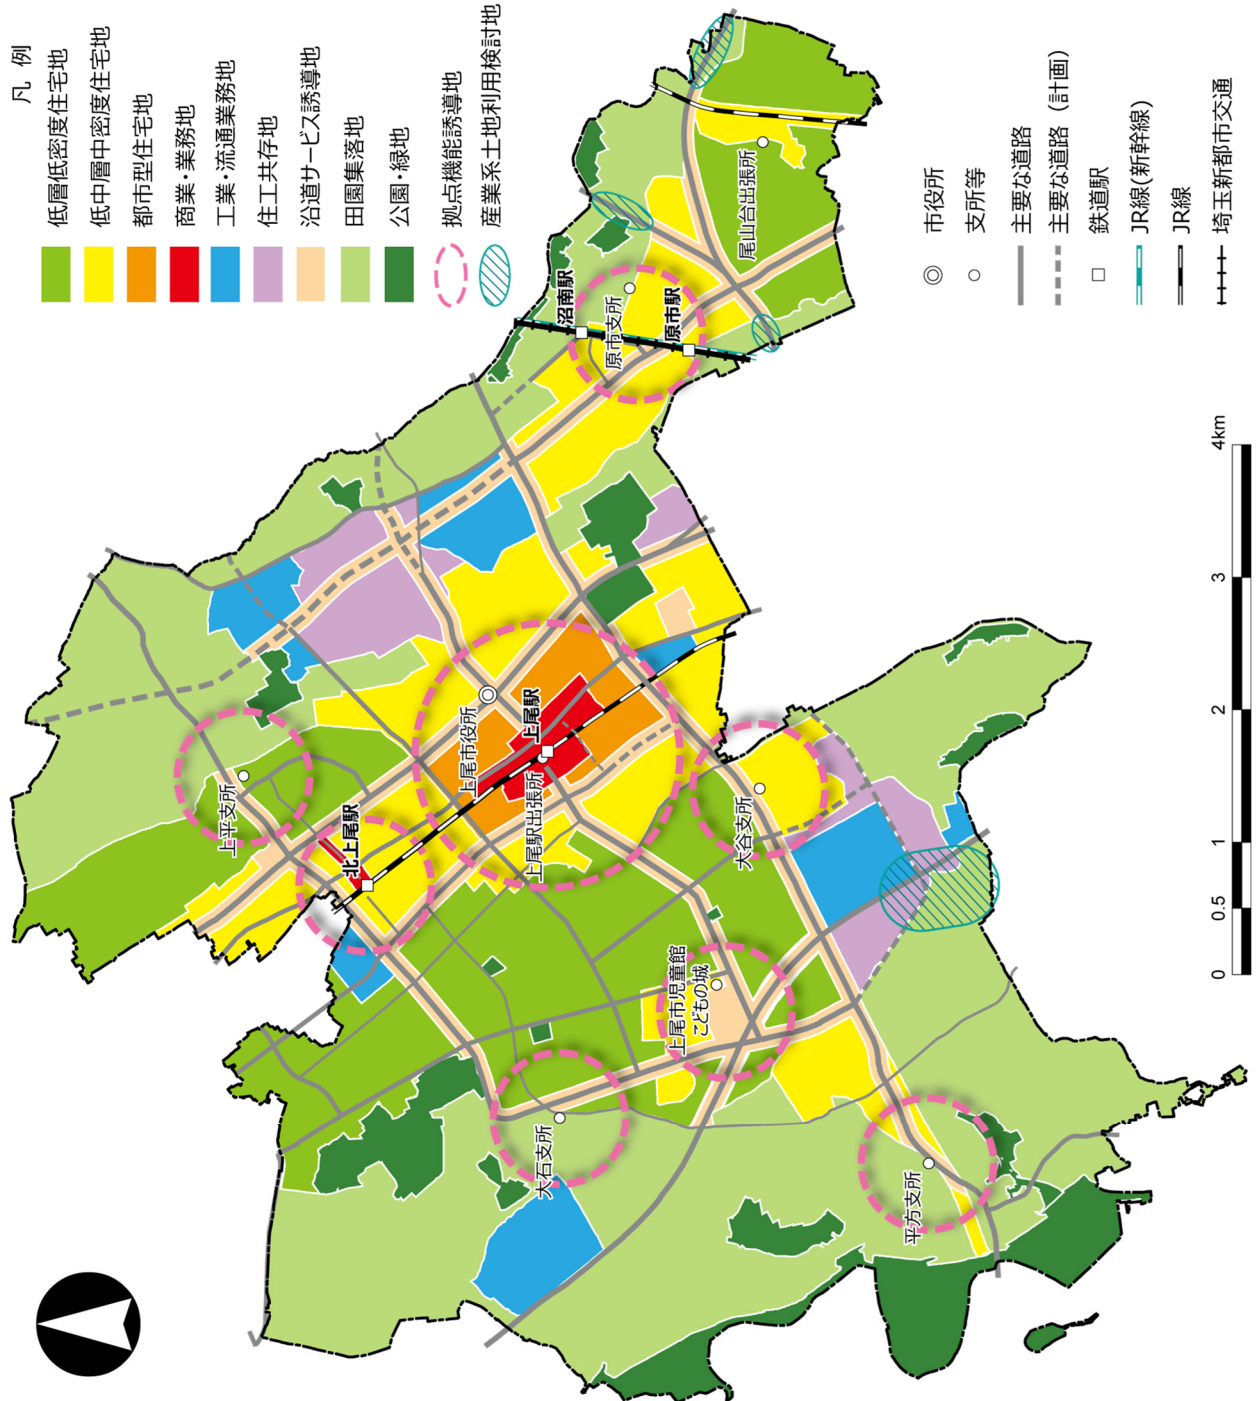 凡 例
低層低密度住宅地
低中層中密度住宅地
都市型住宅地
商業・業務地
工業・流通業務地
住工共存地
沿道サービス誘導地
田園集落地
公園・緑地
拠点機能誘導地
産業系土地利用検討地
市役所
支所等
主要な道路
主要な道路（計画）
鉄道駅
JR線(新幹線)
JR線
埼玉新都市交通
上平支所
北上尾駅
上尾市役所
上尾駅
上尾駅出張所
沼南駅
原市支所
原市駅
尾山台出張所
大谷支所
上尾市児童館
こどもの城
大石支所
平方支所
0
0.5
1
2
3
4km